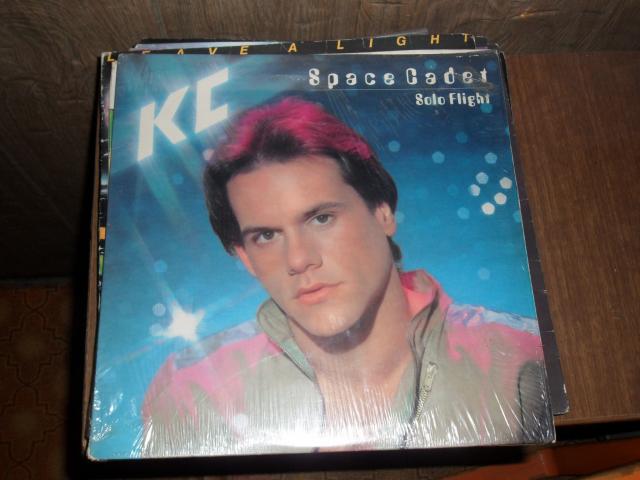 LEAVE A LIGHT
KC
Space Cadet
Solo Flight